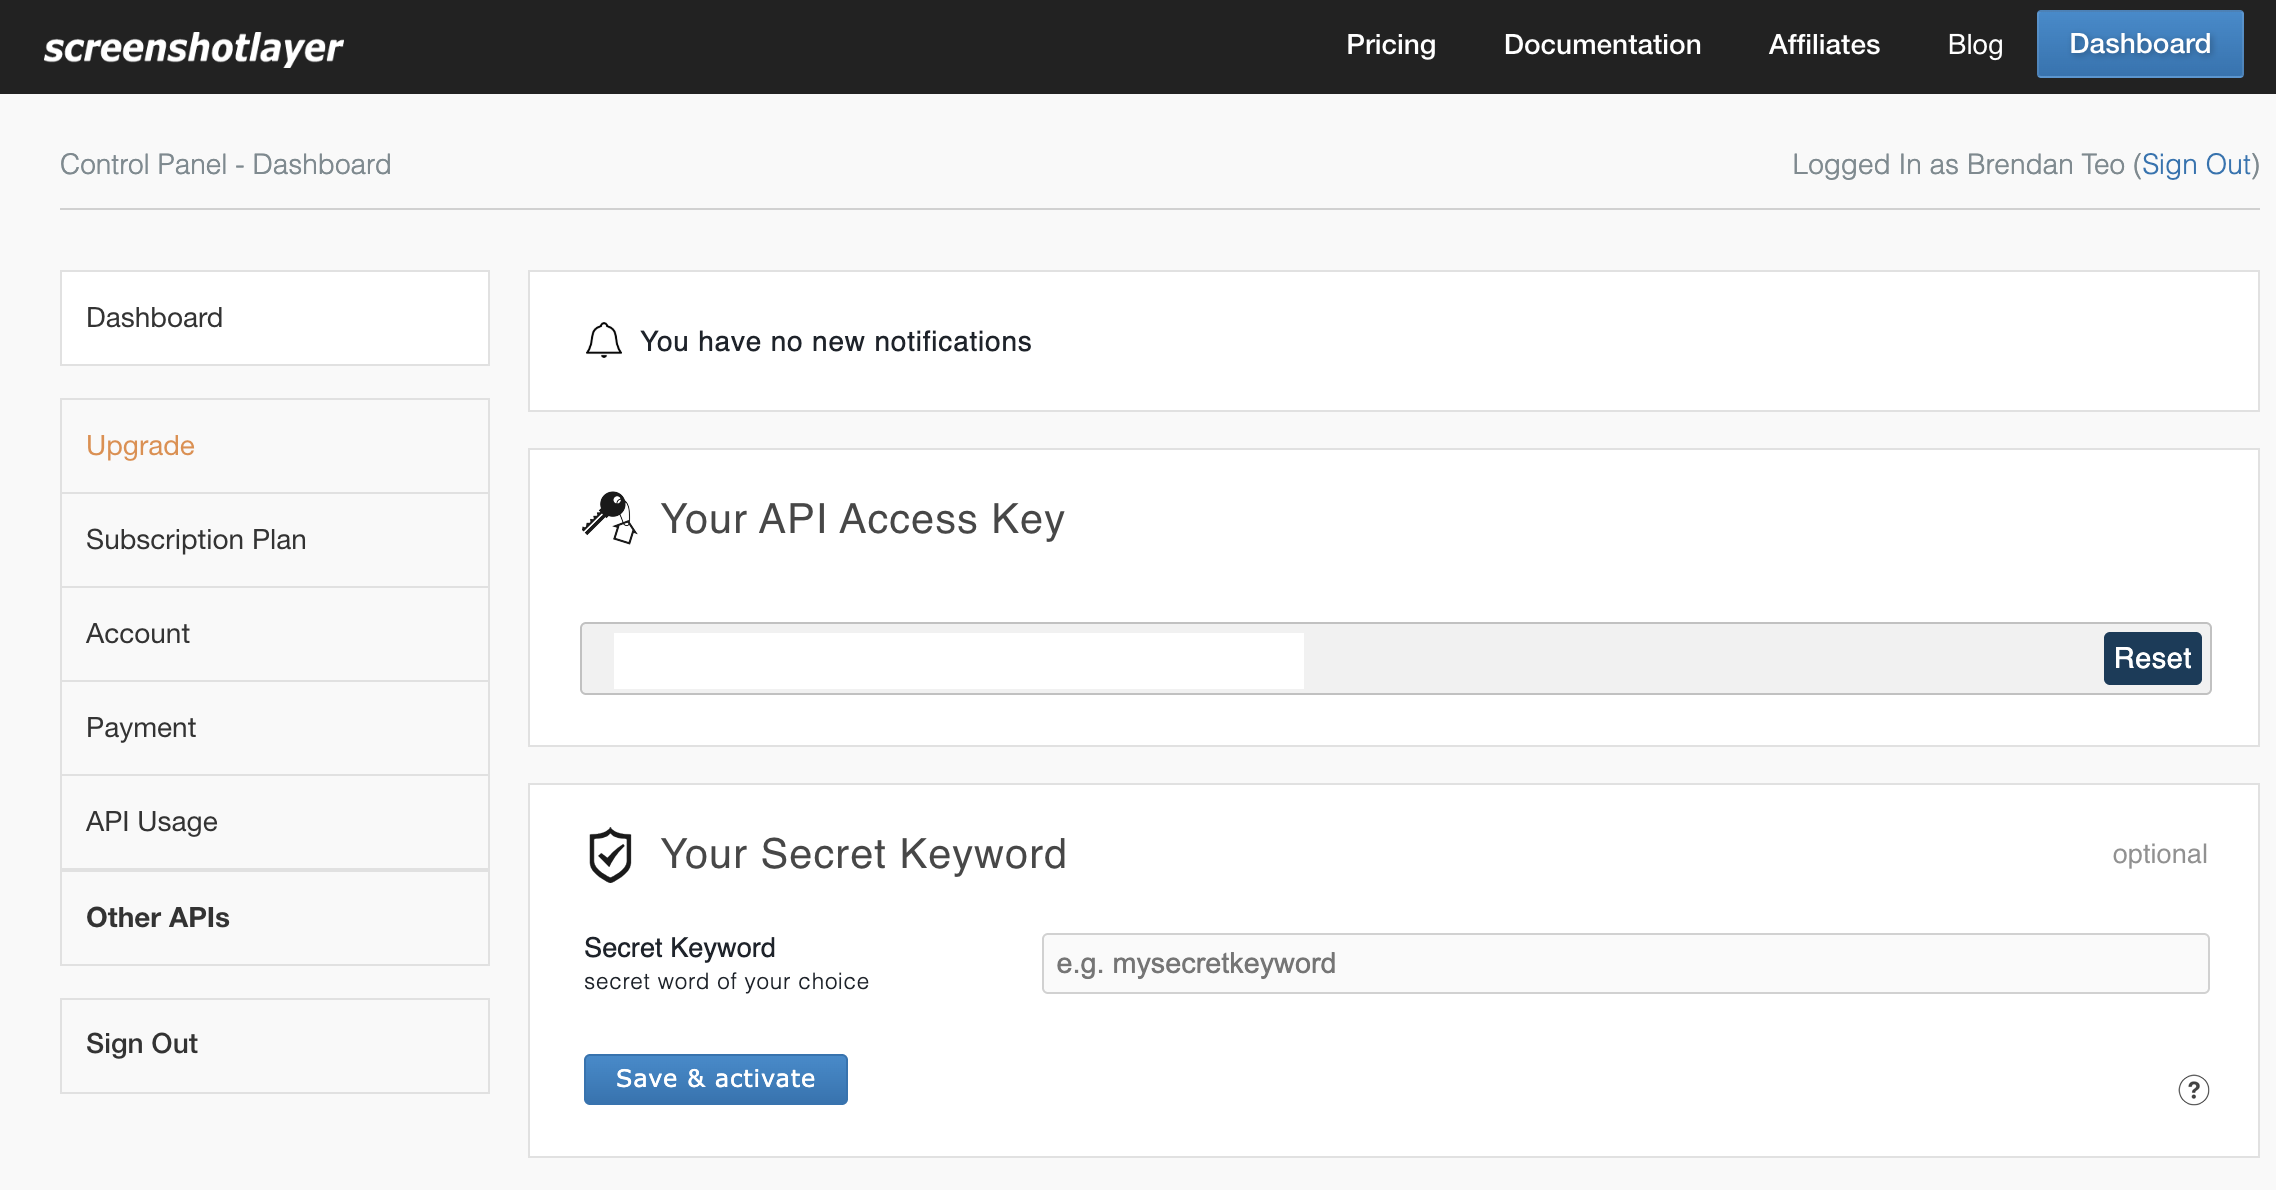 screenshotlayer
Pricing
Documentation
Affiliates
Blog
Dashboard
Control Panel - Dashboard
Logged In as Brendan Teo (Sign Out)
Dashboard
Upgrade
Subscription Plan
Account
Payment
API Usage
Other APIs
Sign Out
You have no new notifications
Your API Access Key
Reset
Your Secret Keyword
optional
Secret Keyword
secret word of your choice
e.g. mysecretkeyword
Save & activate
?